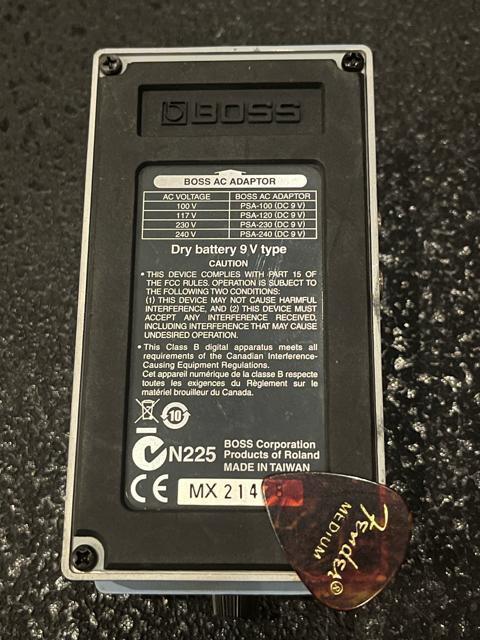 BOSS
BOSS AC ADAPTOR
AC VOLTAGE BOSS AC ADAPTOR
100 V PSA-100 (DC 9 V)
117 V PSA-120 (DC 9 V)
230 V PSA-230 (DC 9 V)
240 V PSA-240 (DC 9 V)
Dry battery 9 V type
CAUTION
• THIS DEVICE COMPLIES WITH PART 15 OF
THE FCC RULES. OPERATION IS SUBJECT TO
THE FOLLOWING TWO CONDITIONS:
(1) THIS DEVICE MAY NOT CAUSE HARMFUL
INTERFERENCE, AND (2) THIS DEVICE MUST
ACCEPT ANY INTERFERENCE RECEIVED,
INCLUDING INTERFERENCE THAT MAY CAUSE
UNDESIRED OPERATION.
• This Class B digital apparatus meets all
requirements of the Canadian Interference-
Causing Equipment Regulations.
Cet appareil numérique de la classe B respecte
toutes les exigences du Règlement sur le
matériel brouilleur du Canada.
10
N225
BOSS Corporation
Products of Roland
MADE IN TAIWAN
CE
MX 214
Fender®
MEDIUM